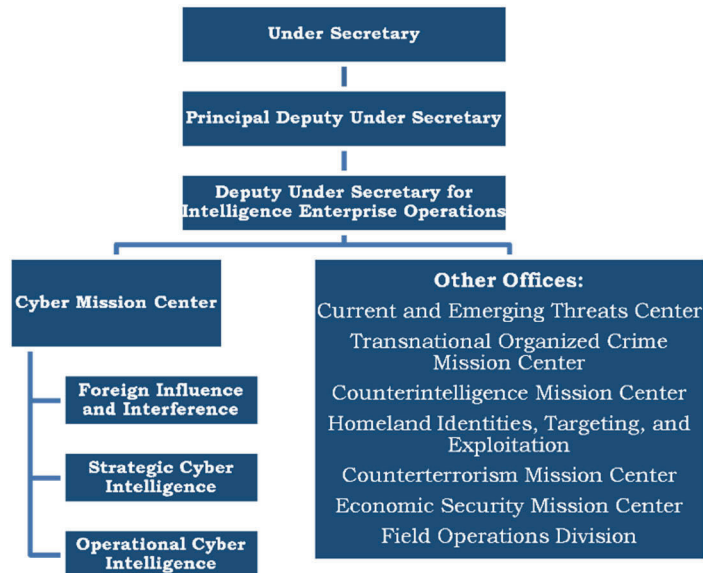 Under Secretary
Principal Deputy Under Secretary
Deputy Under Secretary for
Intelligence Enterprise Operations
Cyber Mission Center
Foreign Influence
and Interference
Strategic Cyber
Intelligence
Operational Cyber
Intelligence
Other Offices:
Current and Emerging Threats Center
Transnational Organized Crime
Mission Center
Counterintelligence Mission Center
Homeland Identities, Targeting, and
Exploitation
Counterterrorism Mission Center
Economic Security Mission Center
Field Operations Division